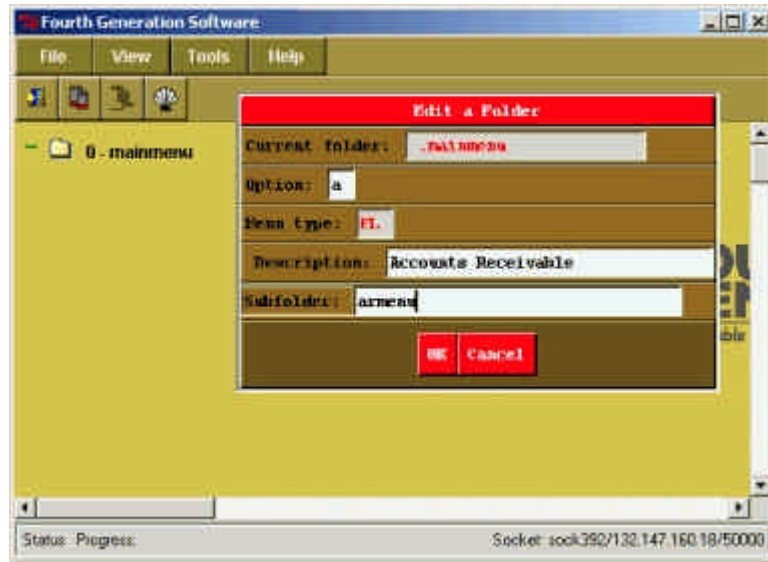 Fourth Generation Software
File View Tools Help
Edit a Folder
0 - mainmenu
Current folder: .mainmenu
Option: a
Menu type:
Description: Accounts Receivable
Subfolder: armenu
OK Cancel
Status: Progress: Socket: sock392/132.147.160.18/50000